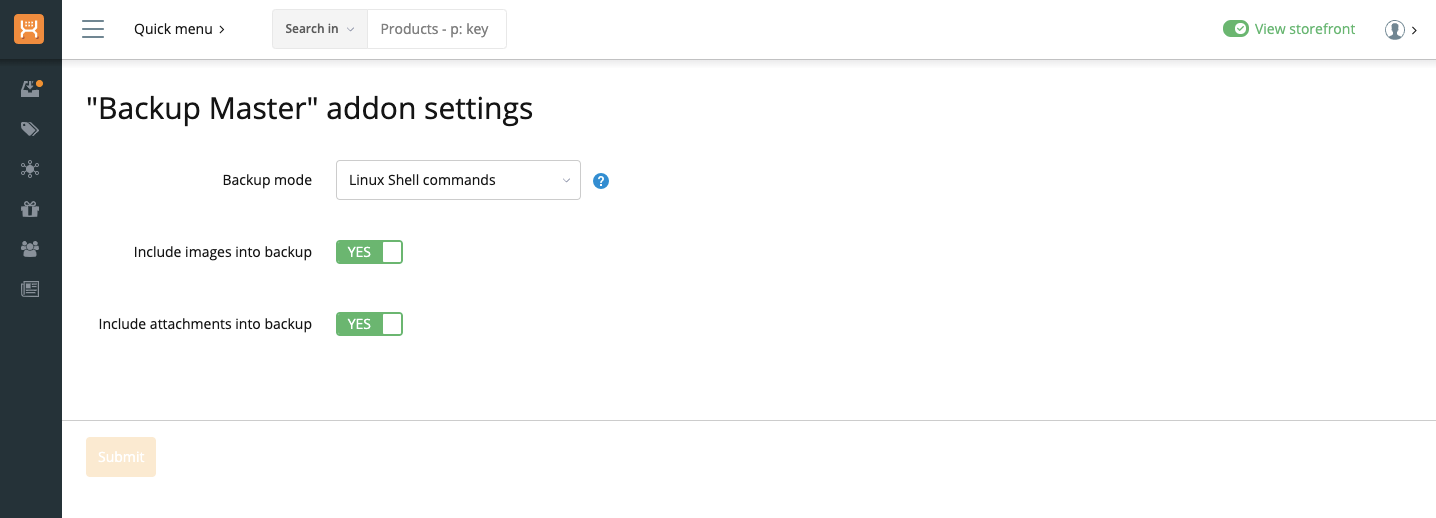 Quick menu
Search in
Products - p: key
View storefront
"Backup Master" addon settings
Backup mode
Linux Shell commands
?
Include images into backup
YES
Include attachments into backup
YES
Submit